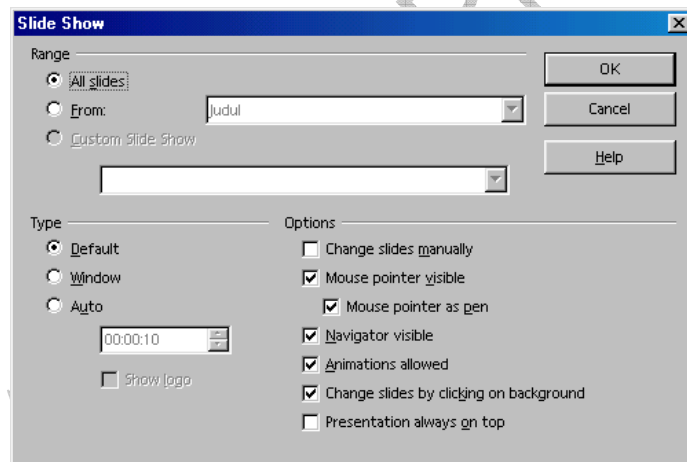 Slide Show
Range
All slides
From:
Judul
Custom Slide Show
OK
Cancel
Help
Type
Default
Window
Auto
00:00:10
Show logo
Options
Change slides manually
Mouse pointer visible
Mouse pointer as pen
Navigator visible
Animations allowed
Change slides by clicking on background
Presentation always on top